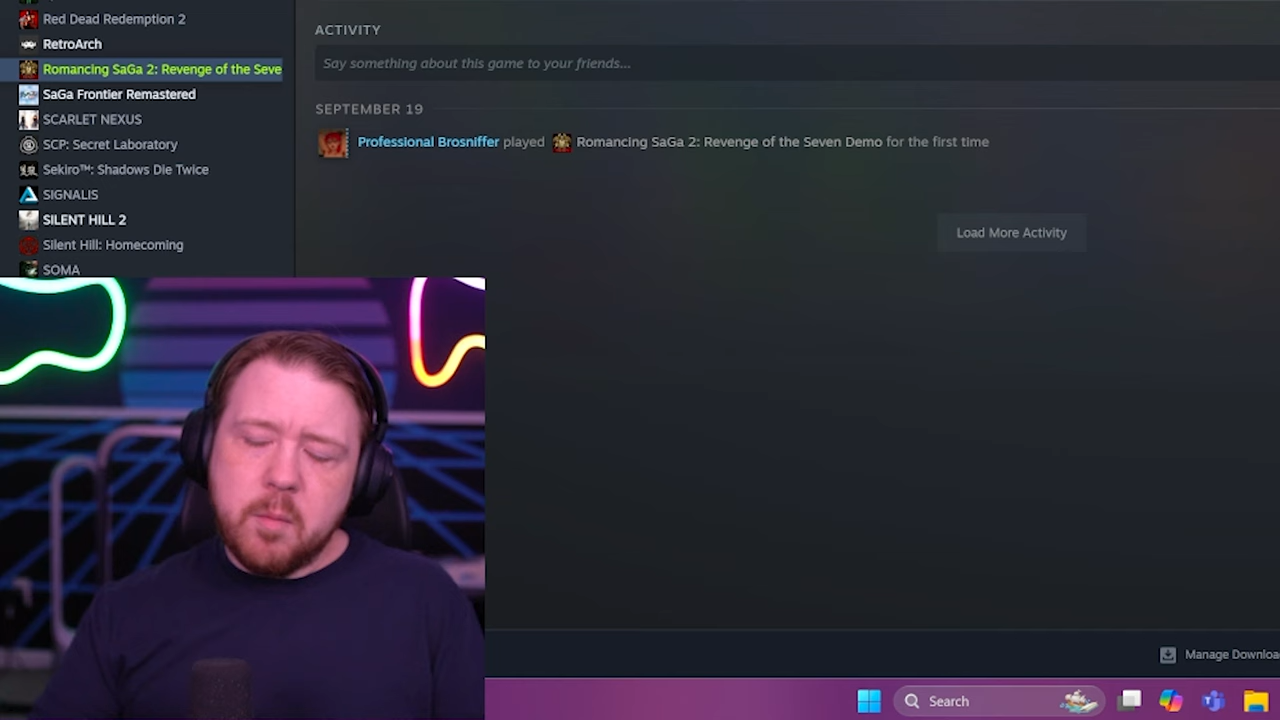 Red Dead Redemption 2
RetroArch
Romancing SaGa 2: Revenge of the Seve
SaGa Frontier Remastered
SCARLET NEXUS
SCP: Secret Laboratory
Sekiro™: Shadows Die Twice
SIGNALIS
SILENT HILL 2
Silent Hill: Homecoming
SOMA
ACTIVITY
Say something about this game to your friends...
SEPTEMBER 19
Professional Brosniffer played Romancing SaGa 2: Revenge of the Seven Demo for the first time
Load More Activity
Manage Downloa
Search